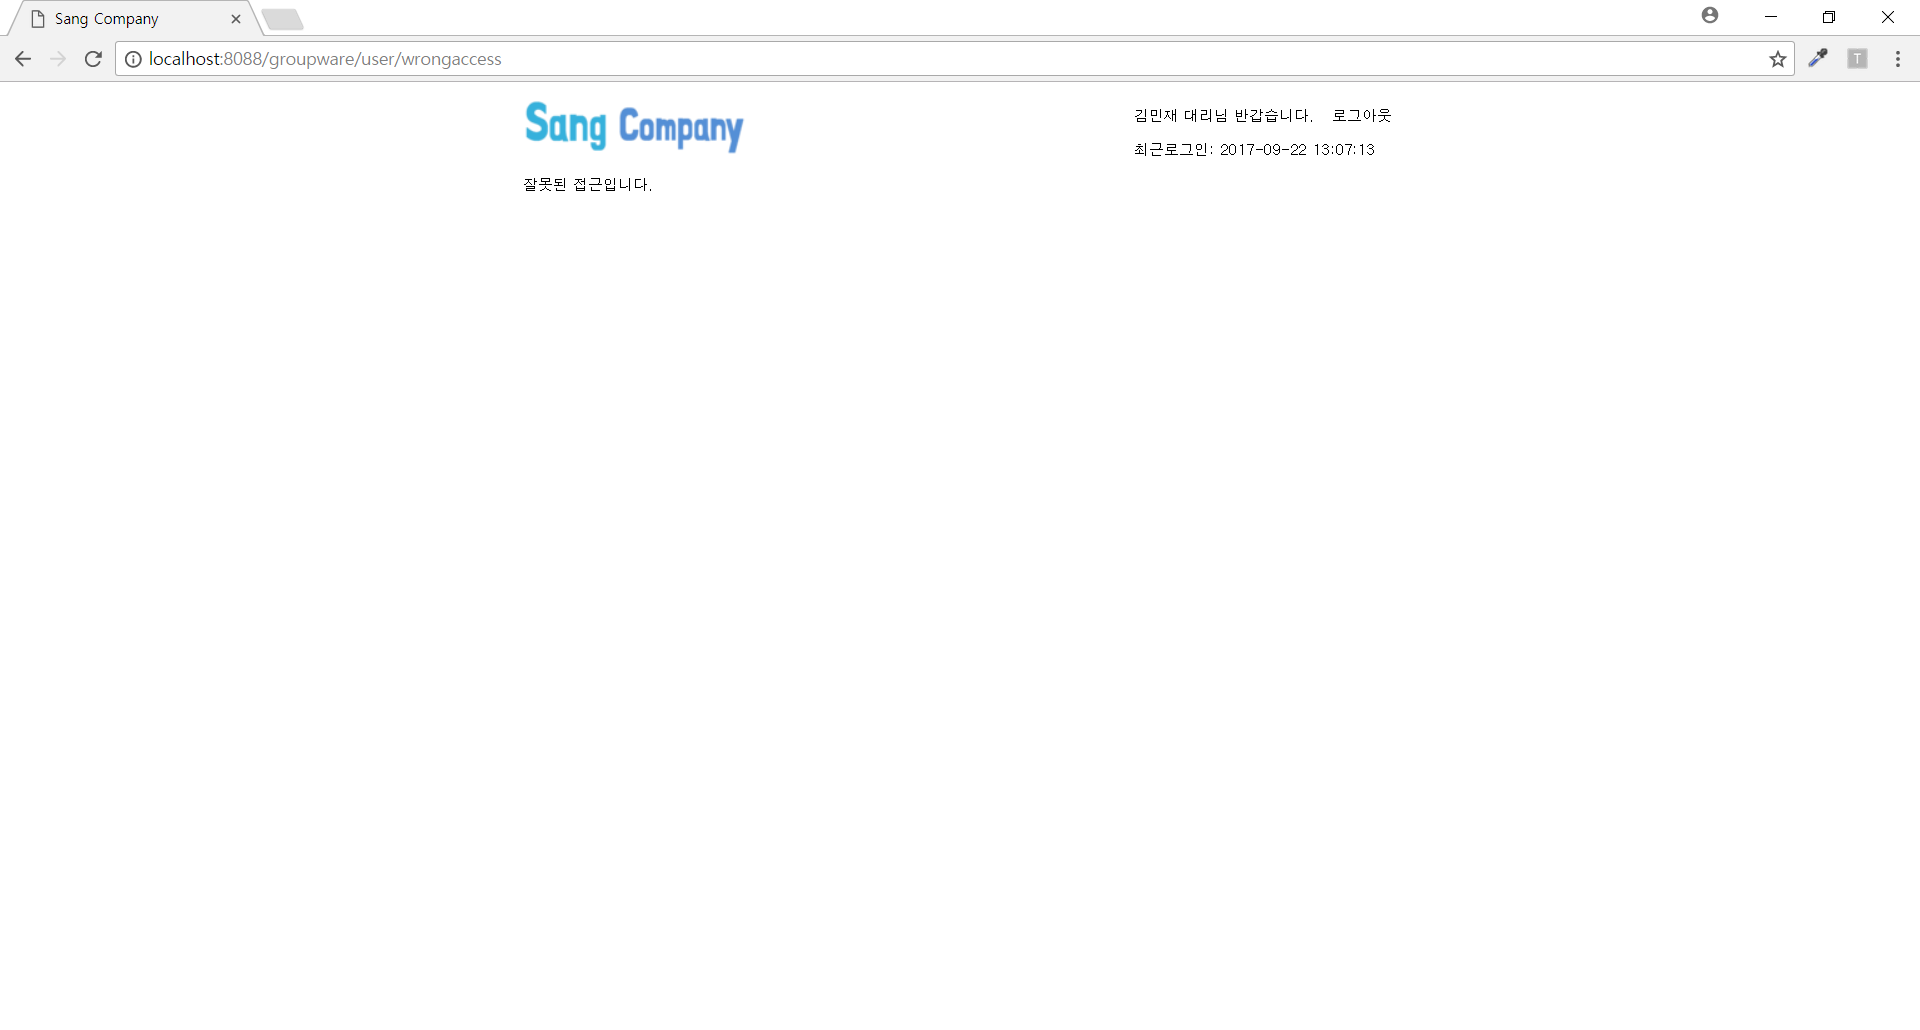 Sang Company
localhost:8088/groupware/user/wrongaccess
T
Sang Company
김민재 대리님 반갑습니다. 로그아웃
최근로그인: 2017-09-22 13:07:13
잘못된 접근입니다.